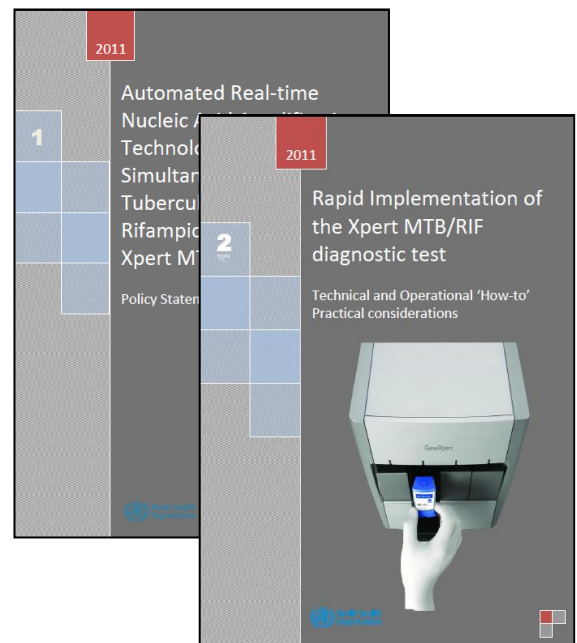 2011
Automated Real-time
Nucleic
Technolo
Simultan
Tubercul
Rifampic
Xpert MT
Policy Statem
1
2011
Rapid Implementation of
the Xpert MTB/RIF
diagnostic test
2
Technical and Operational ‘How-to’
Practical considerations
GeneXpert